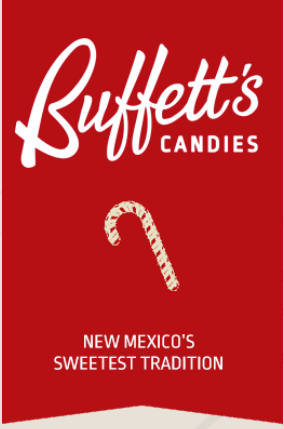 Buffett's
CANDIES
NEW MEXICO'S
SWEETEST TRADITION